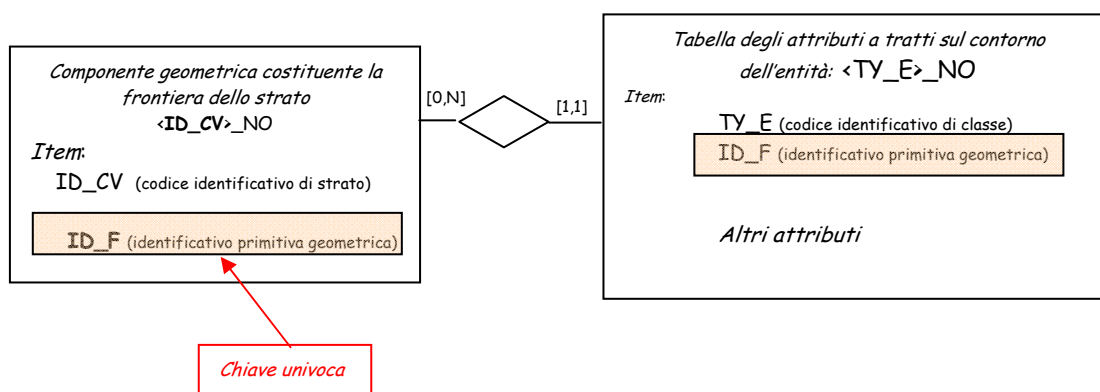 Componente geometrica costituente la
frontiera dello strato
<ID_CV>_NO
Item:
ID_CV (codice identificativo di strato)
ID_F (identificativo primitiva geometrica)
[0,N]
[1,1]
Tabella degli attributi a tratti sul contorno
dell'entità: <TY_E>_NO
Item:
TY_E (codice identificativo di classe)
ID_F (identificativo primitiva geometrica)
Altri attributi
Chiave univoca